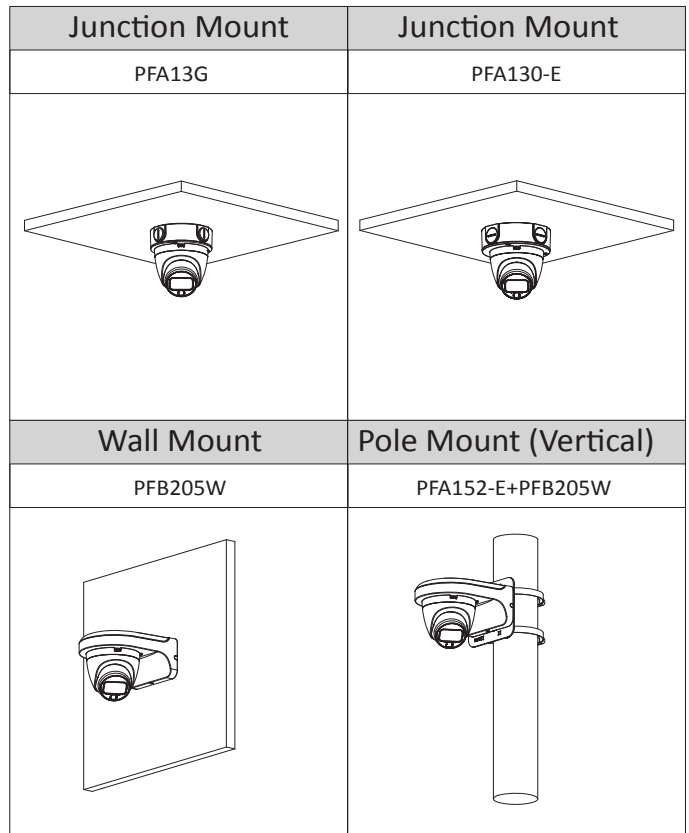 Junction Mount
Junction Mount
PFA13G
PFA130-E
Wall Mount
Pole Mount (Vertical)
PFB205W
PFA152-E+PFB205W